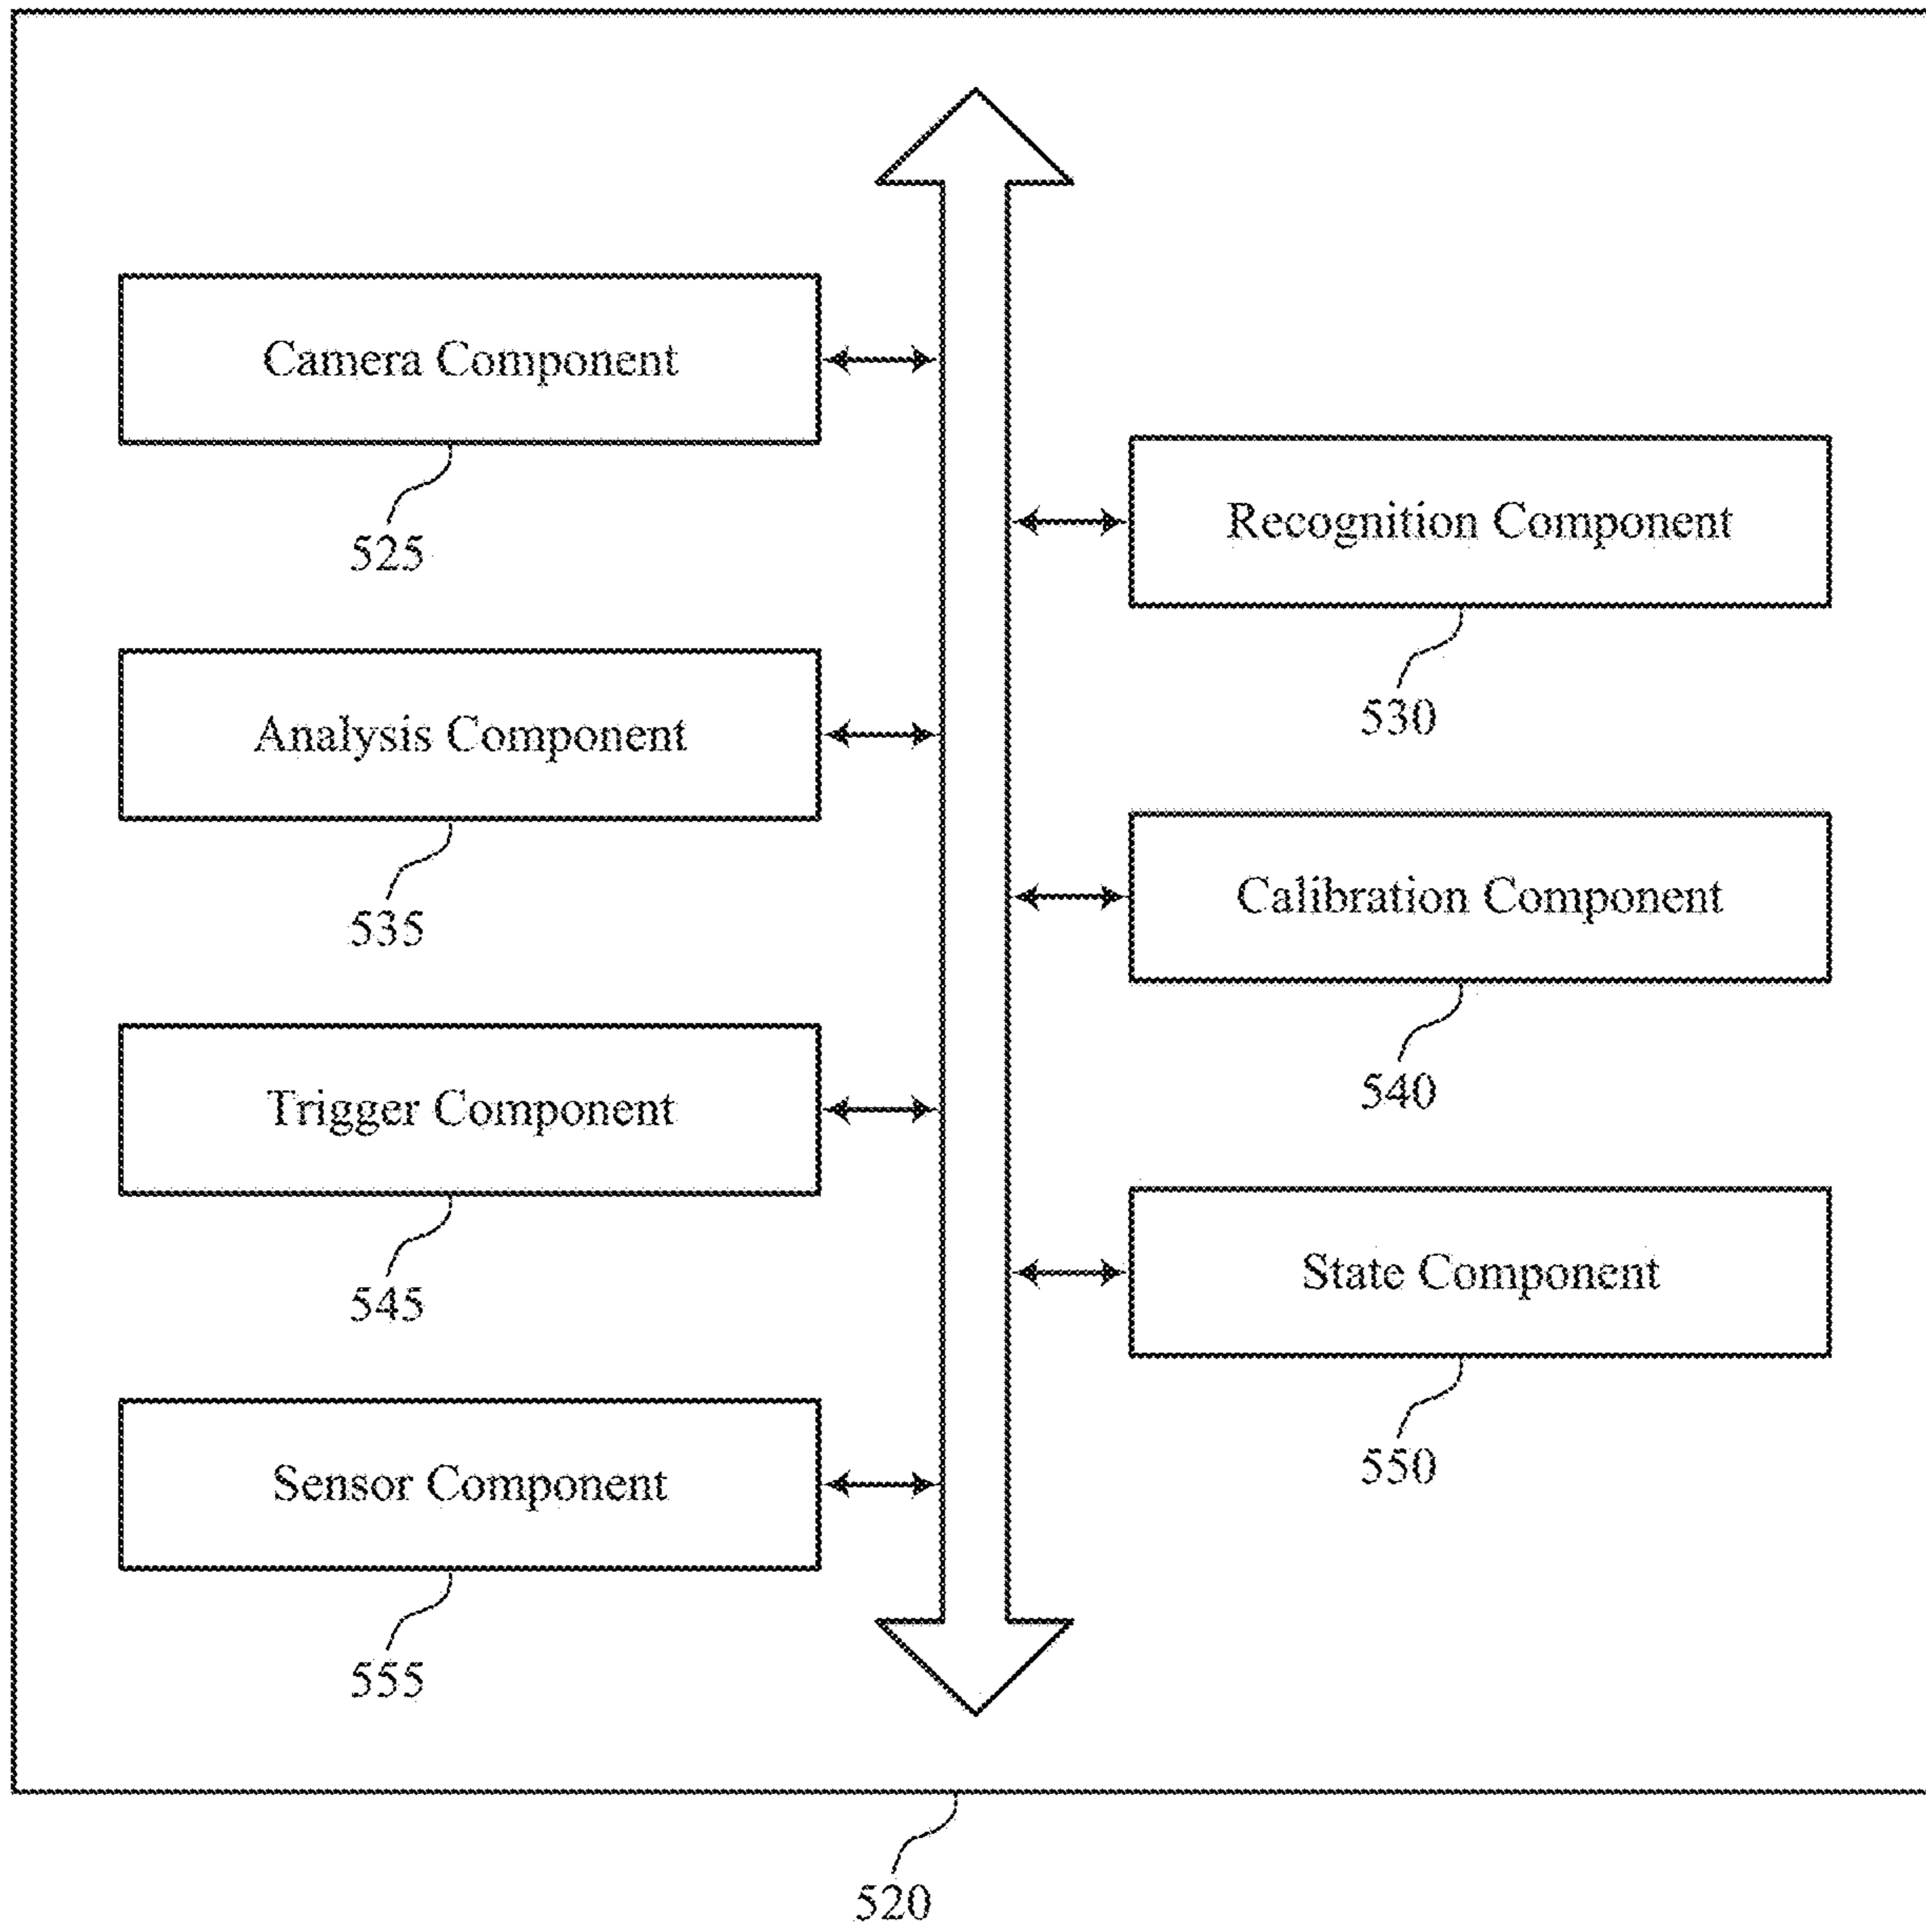 Camera Component
525
Recognition Component
530
Analysis Component
535
Calibration Component
540
Trigger Component
545
State Component
550
Sensor Component
555
520